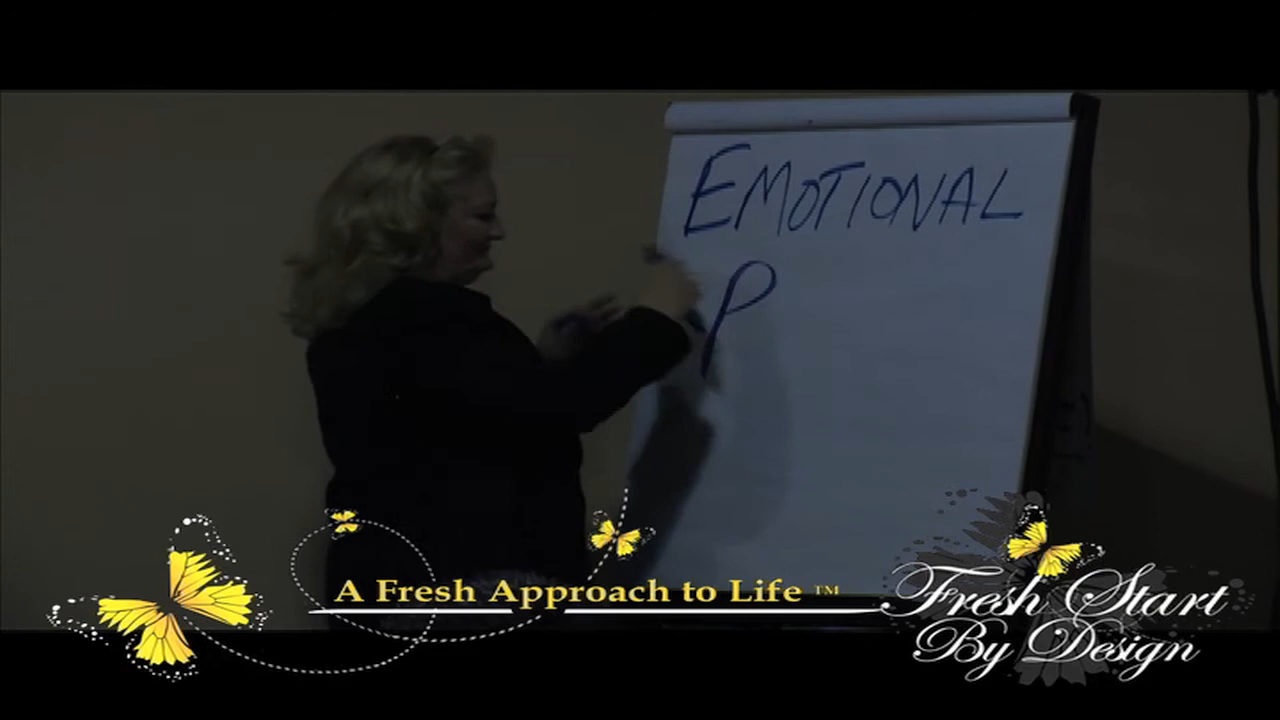 EMOTIONAL
P
A Fresh Approach to Life ™
Fresh Start
By Design